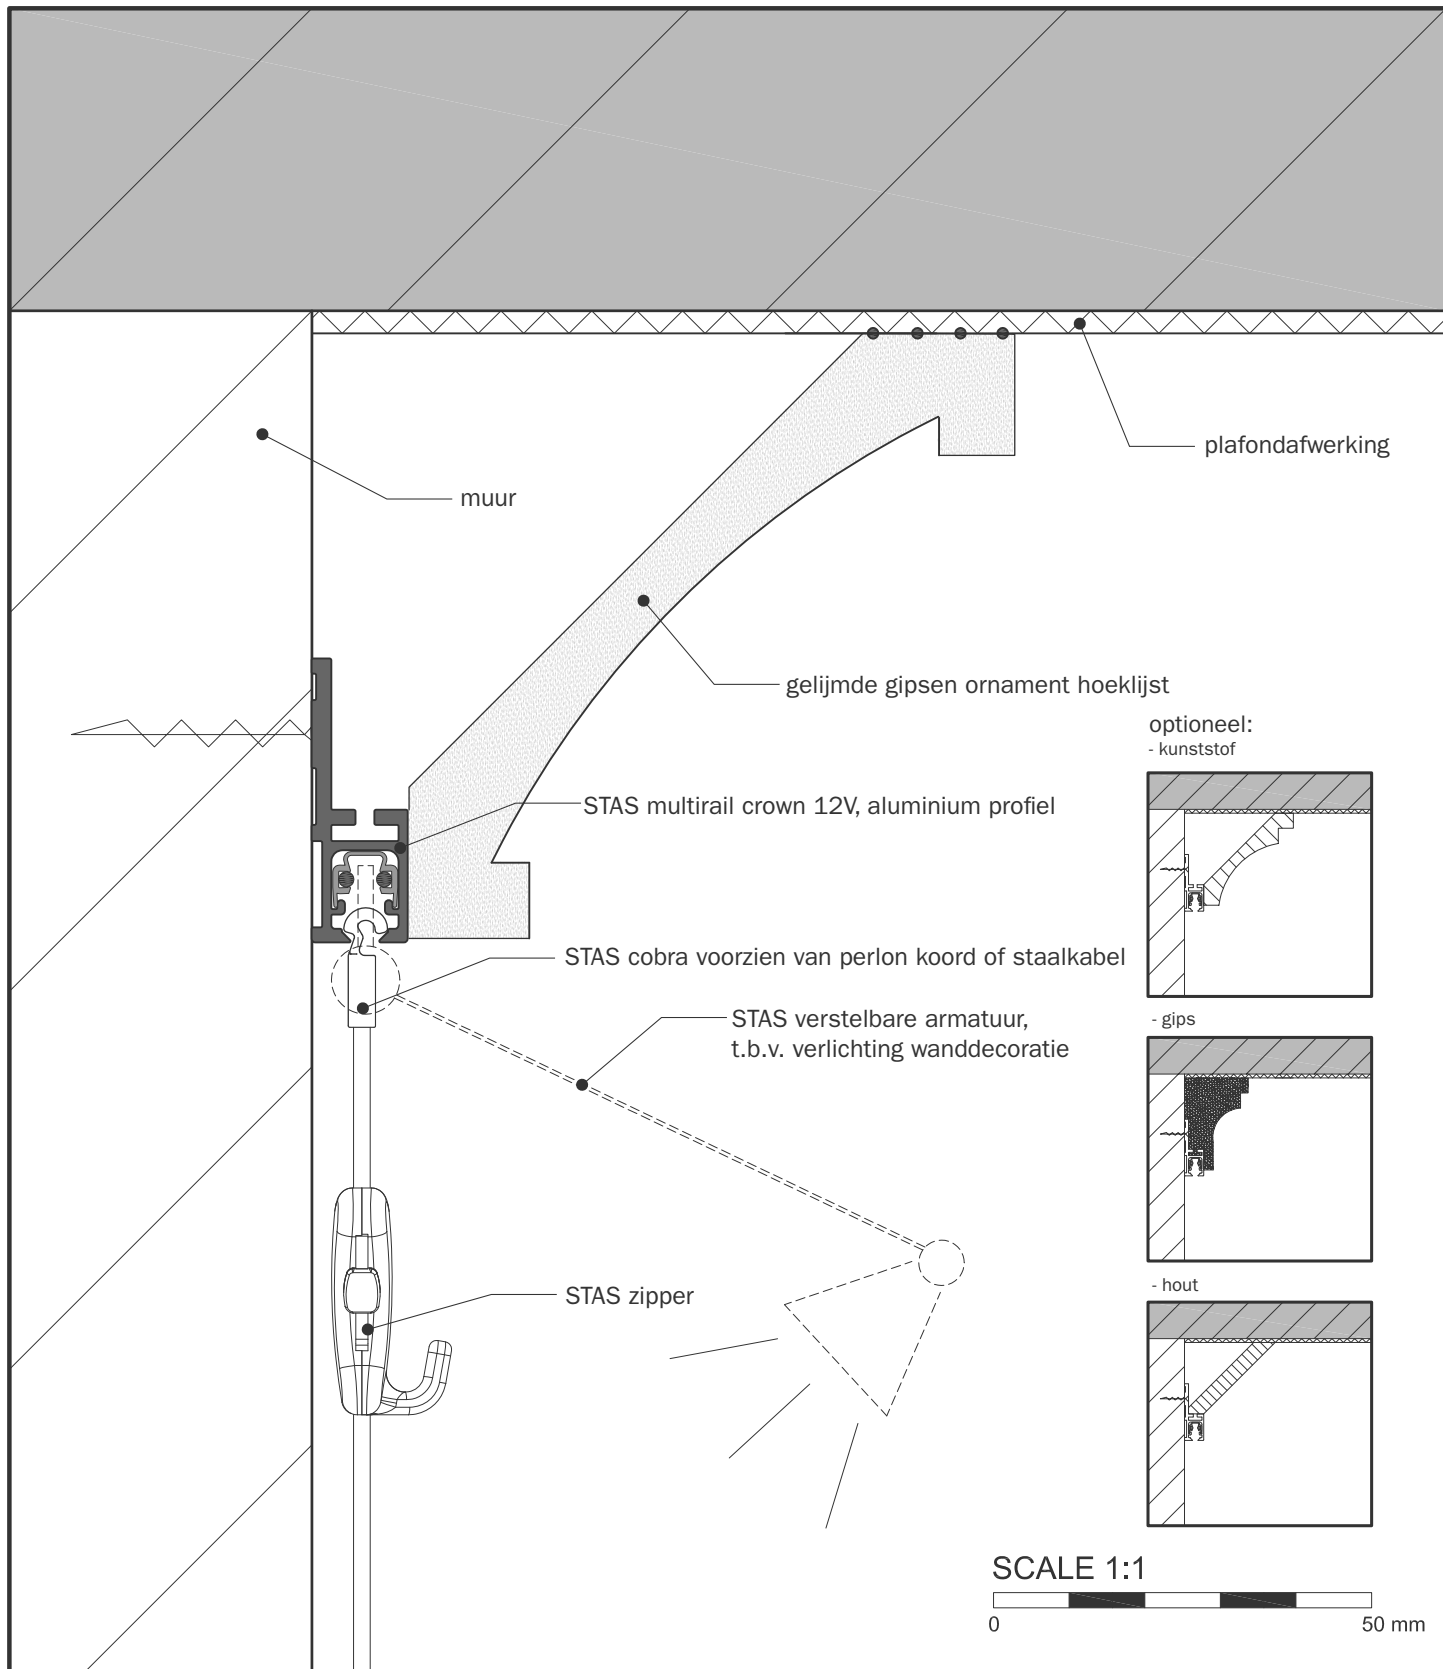 plafondafwerking
muur
gelijmde gipsen ornament hoeklijst
optioneel:
- kunststof
STAS multirail crown 12V, aluminium profiel
STAS cobra voorzien van perlon koord of staalkabel
STAS verstelbare armatuur,
t.b.v. verlichting wanddecoratie
- gips
- hout
STAS zipper
SCALE 1:1
0 50 mm